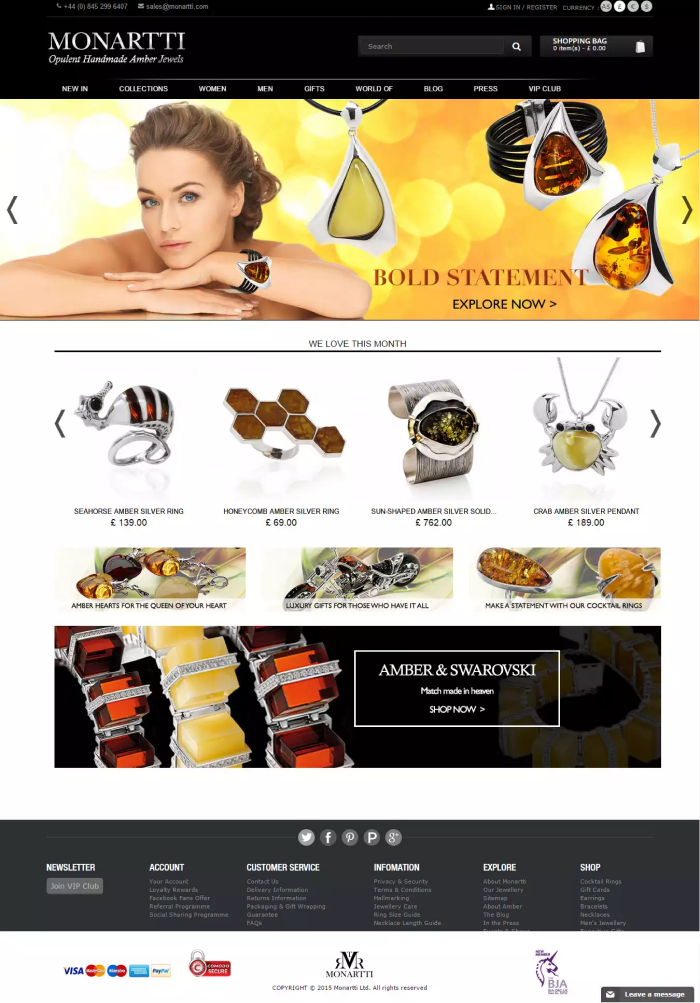 +44 (0) 845 299 6407 sales@monartti.com SIGN IN / REGISTER CURRENCY : A$ £ € $
MONARTTI
Opulent Handmade Amber Jewels
Search
SHOPPING BAG
0 item(s) - £ 0.00
NEW IN COLLECTIONS WOMEN MEN GIFTS WORLD OF BLOG PRESS VIP CLUB
BOLD STATEMENT
EXPLORE NOW >
WE LOVE THIS MONTH
SEAHORSE AMBER SILVER RING HONEYCOMB AMBER SILVER RING SUN-SHAPED AMBER SILVER SOLID... CRAB AMBER SILVER PENDANT
£ 139.00 £ 69.00 £ 762.00 £ 189.00
AMBER HEARTS FOR THE QUEEN OF YOUR HEART LUXURY GIFTS FOR THOSE WHO HAVE IT ALL MAKE A STATEMENT WITH OUR COCKTAIL RINGS
AMBER & SWAROVSKI
Match made in heaven
SHOP NOW >
NEWSLETTER ACCOUNT CUSTOMER SERVICE INFOMATION EXPLORE SHOP
Join VIP Club
Your Account
Loyalty Rewards
Facebook Fans Offer
Referral Programme
Social Sharing Programme
Contact Us
Delivery Information
Returns Information
Packaging & Gift Wrapping
Guarantee
FAQs
Privacy & Security
Terms & Conditions
Hallmarking
Jewellery Care
Ring Size Guide
Necklace Length Guide
About Monartti
Our Jewellery
Sitemap
About Amber
The Blog
In the Press
Cocktail Rings
Gift Cards
Earrings
Bracelets
Necklaces
Men's Jewellery
VISA MasterCard Maestro PayPal
COMODO
SECURE
MONARTTI
COPYRIGHT © 2015 Monartti Ltd. All rights reserved
NEW
MEMBER
BJA
Leave a message